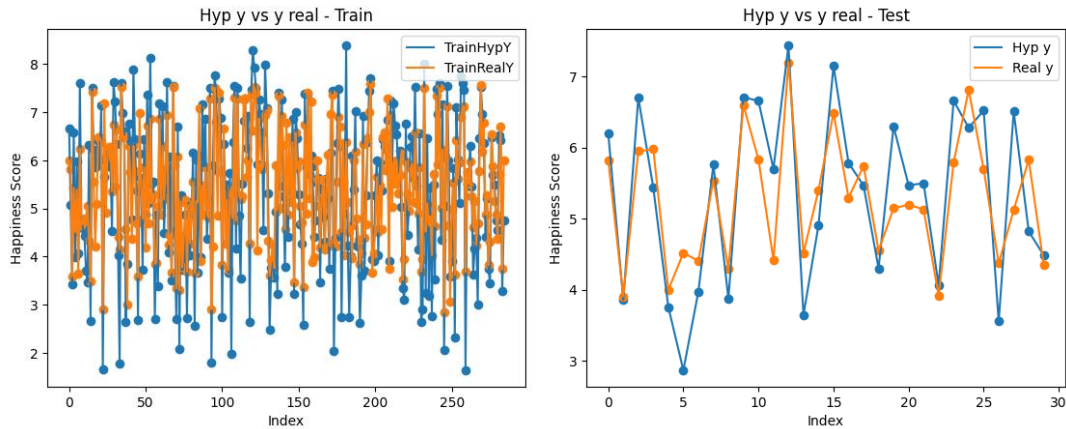 Hyp y vs y real - Train
TrainHypY
TrainRealY
Happiness Score
8
7
6
5
4
3
2
0
50
100
150
200
250
Index
Hyp y vs y real - Test
Hyp y
Real y
Happiness Score
7
6
5
4
3
0
5
10
15
20
25
30
Index